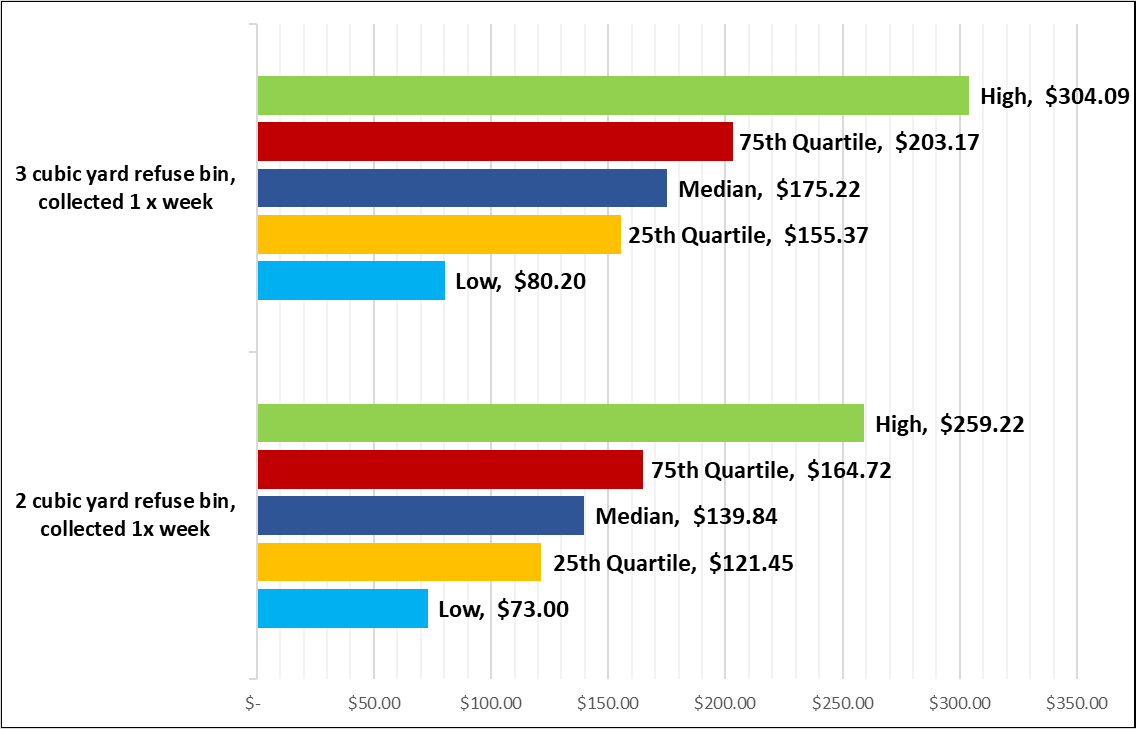 High,  $304.09
75th Quartile,  $203.17
3 cubic yard refuse bin,
collected 1 x week
Median,  $175.22
25th Quartile,  $155.37
Low,  $80.20
High,  $259.22
75th Quartile,  $164.72
2 cubic yard refuse bin,
collected 1x week
Median,  $139.84
25th Quartile,  $121.45
Low,  $73.00
$-
$50.00
$100.00
$150.00
$200.00
$250.00
$300.00
$350.00